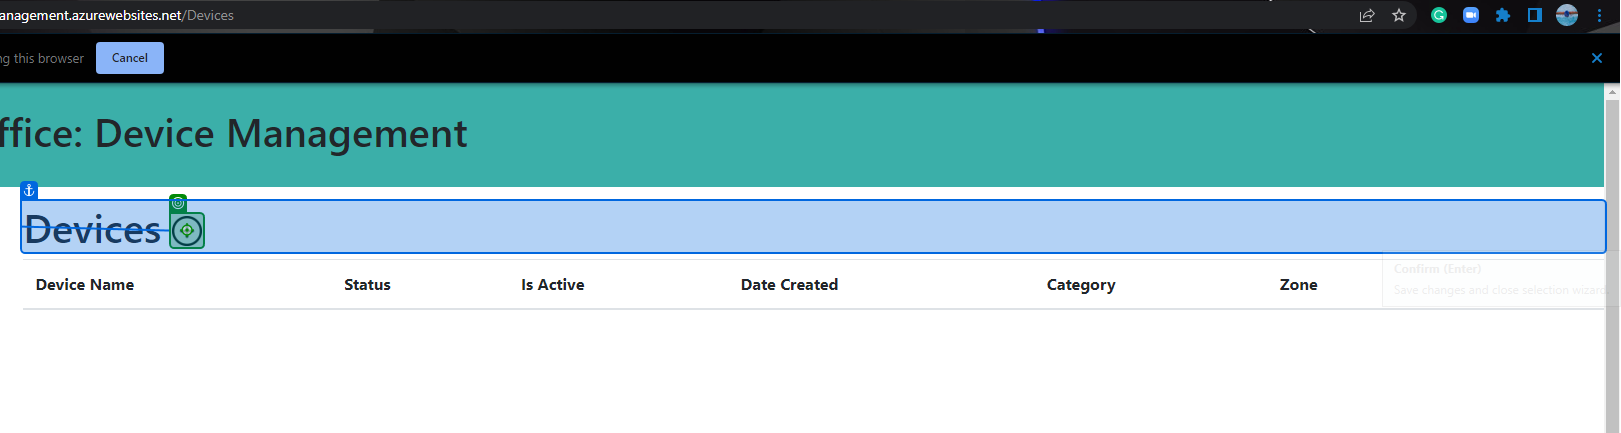 anagement.azurewebsites.net/Devices
ng this browser Cancel
ffice: Device Management
Devices
Device Name Status Is Active Date Created Category Zone
Confirm (Enter)
Save changes and close selection wizard